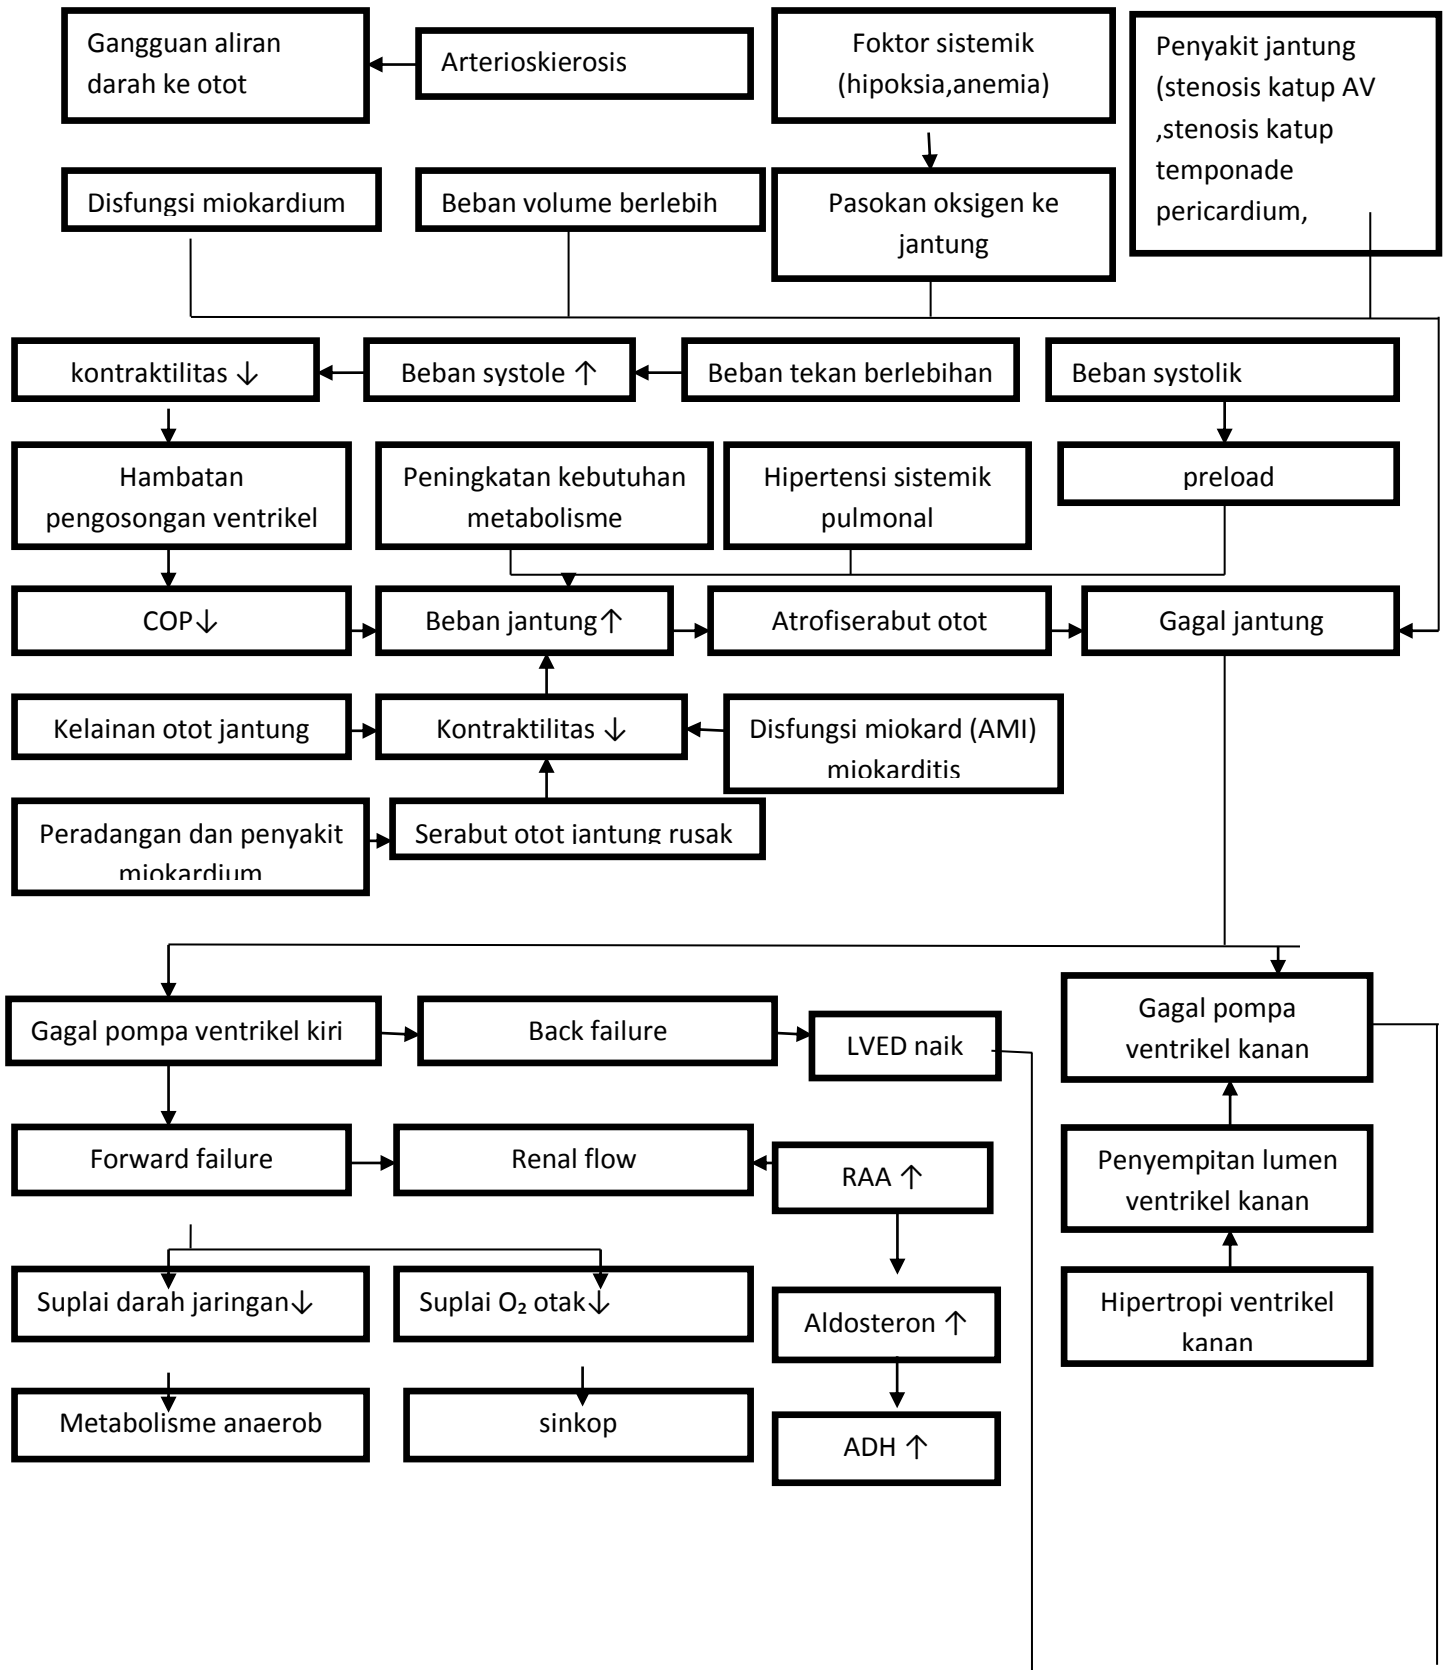 Gangguan aliran
darah ke otot
Arterioskierosis
Foktor sistemik
(hipoksia,anemia)
Penyakit jantung
(stenosis katup AV
,stenosis katup
temponade
pericardium,
Disfungsi miokardium
Beban volume berlebih
Pasokan oksigen ke
jantung
kontraktilitas ↓
Beban systole ↑
Beban tekan berlebihan
Beban systolik
Hambatan
pengosongan ventrikel
Peningkatan kebutuhan
metabolisme
Hipertensi sistemik
pulmonal
preload
COP↓
Beban jantung↑
Atrofiserabut otot
Gagal jantung
Kelainan otot jantung
Kontraktilitas ↓
Disfungsi miokard (AMI)
miokarditis
Peradangan dan penyakit
miokardium
Serabut otot jantung rusak
Gagal pompa ventrikel kiri
Back failure
LVED naik
Gagal pompa
ventrikel kanan
Forward failure
Renal flow
RAA ↑
Penyempitan lumen
ventrikel kanan
Suplai darah jaringan↓
Suplai O₂ otak↓
Aldosteron ↑
Hipertropi ventrikel
kanan
Metabolisme anaerob
sinkop
ADH ↑